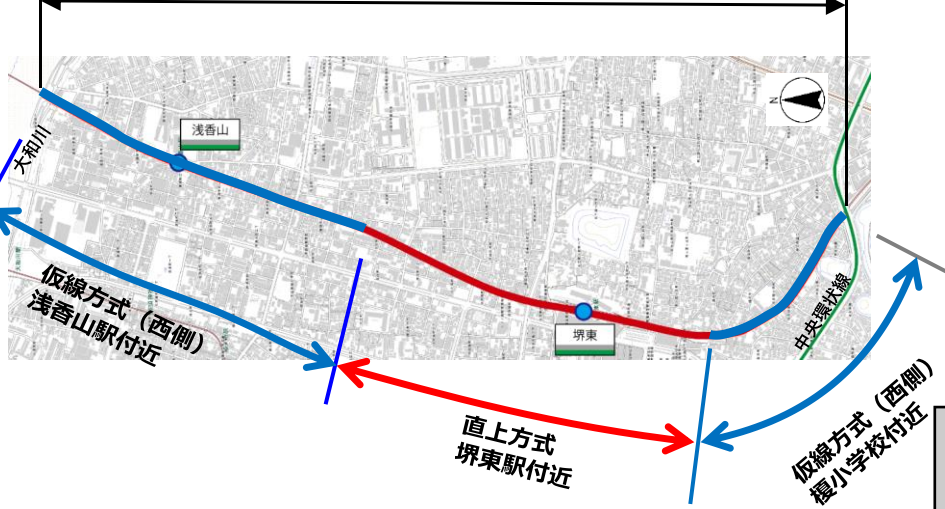 浅香山
N
大和川
仮線方式（西側）
浅香山駅付近
堺東
中央環状線
直上方式
堺東駅付近
仮線方式（西側）
榎小学校付近